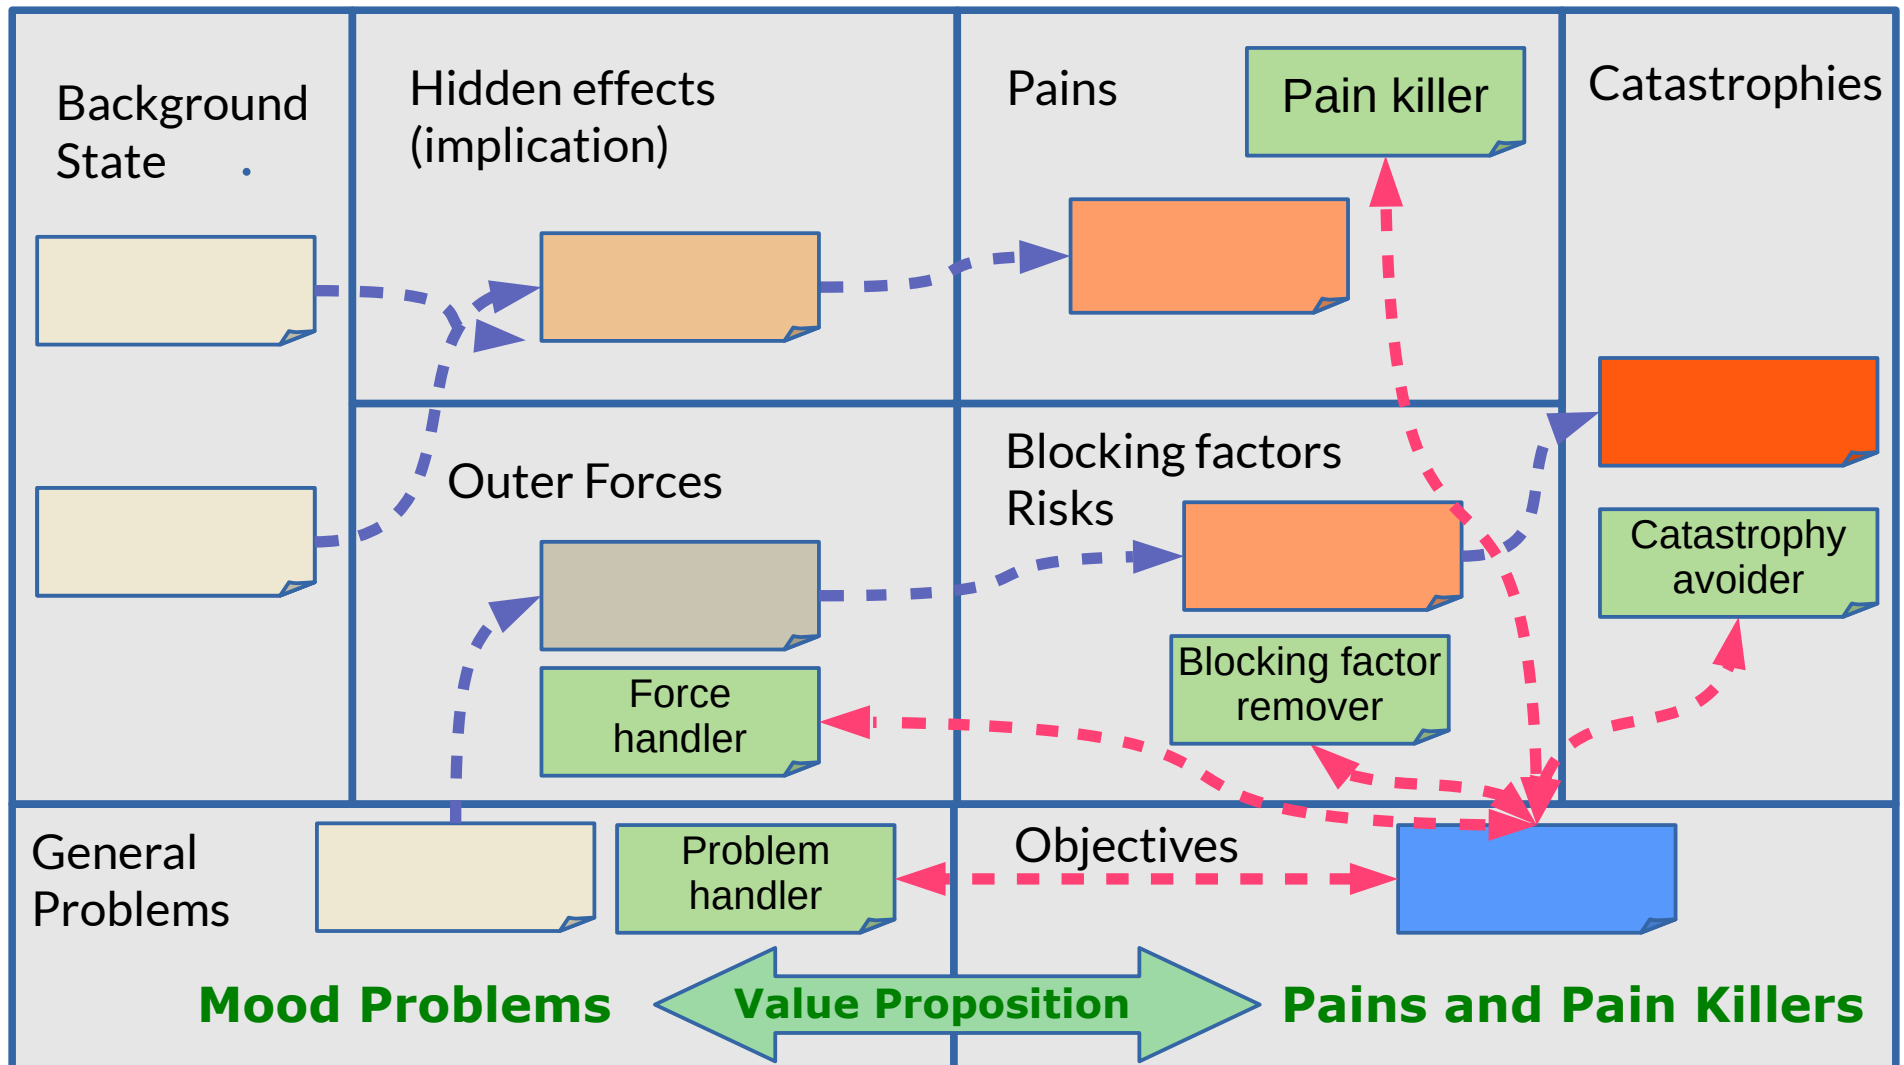 Background
State
Hidden effects
(implication)
Pains
Pain killer
Catastrophies
Outer Forces
Blocking factors
Risks
Catastrophy
avoider
Force
handler
Blocking factor
remover
General
Problems
Problem
handler
Objectives
Mood Problems
Value Proposition
Pains and Pain Killers